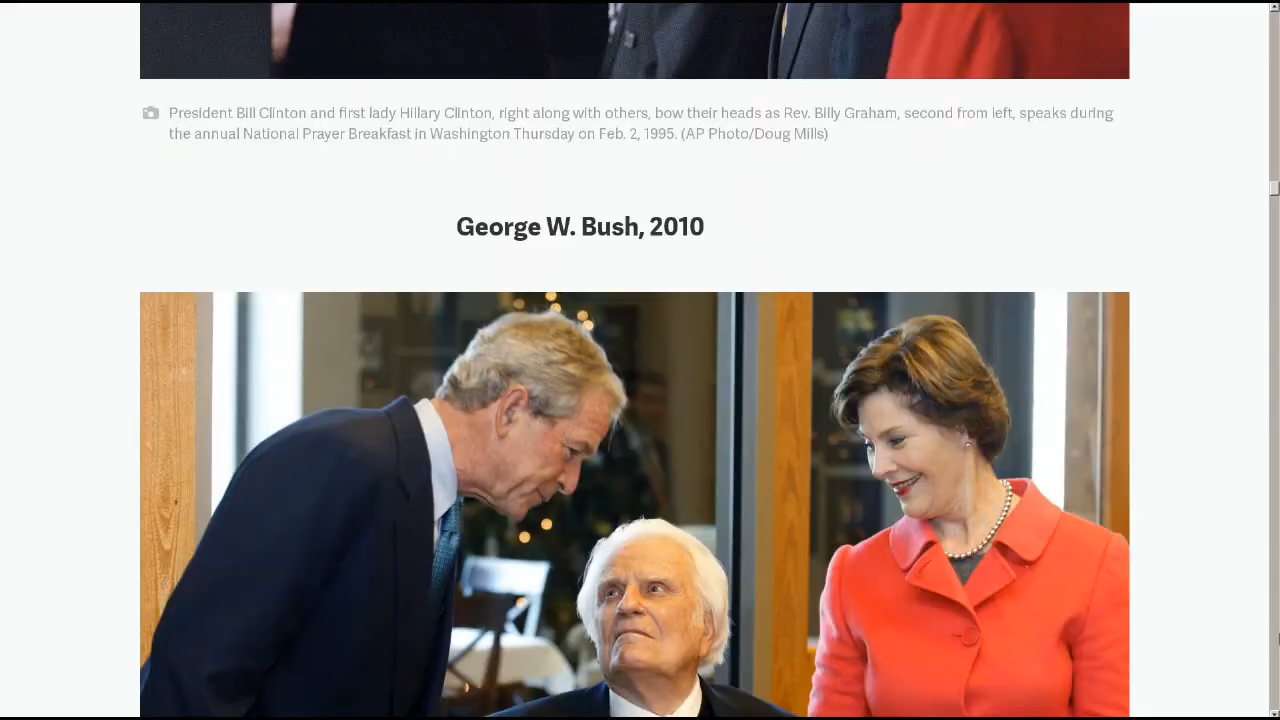 President Bill Clinton and first lady Hillary Clinton, right along with others, bow their heads as Rev. Billy Graham, second from left, speaks during
the annual National Prayer Breakfast in Washington Thursday on Feb. 2, 1995. (AP Photo/Doug Mills)
George W. Bush, 2010